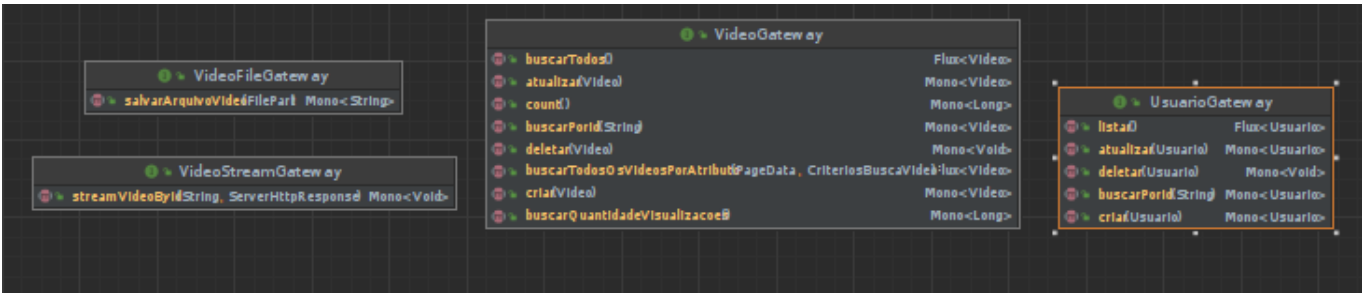 VideoFileGateway
salvarArquivoVideo(FilePart) Mono<String>
VideoStreamGateway
streamVideoById(String, ServerHttpResponse) Mono<Void>
VideoGateway
buscarTodos() Flux<Video>
atualizar(Video) Mono<Video>
count() Mono<Long>
buscarPorId(String) Mono<Video>
deletar(Video) Mono<Void>
buscarTodosOsVideosPorAtributo(PageData, CriteriosBuscaVideo) Flux<Video>
criar(Video) Mono<Video>
buscarQuantidadeVisualizacoes() Mono<Long>
UsuarioGateway
listar() Flux<Usuario>
atualizar(Usuario) Mono<Usuario>
deletar(Usuario) Mono<Void>
buscarPorId(String) Mono<Usuario>
criar(Usuario) Mono<Usuario>